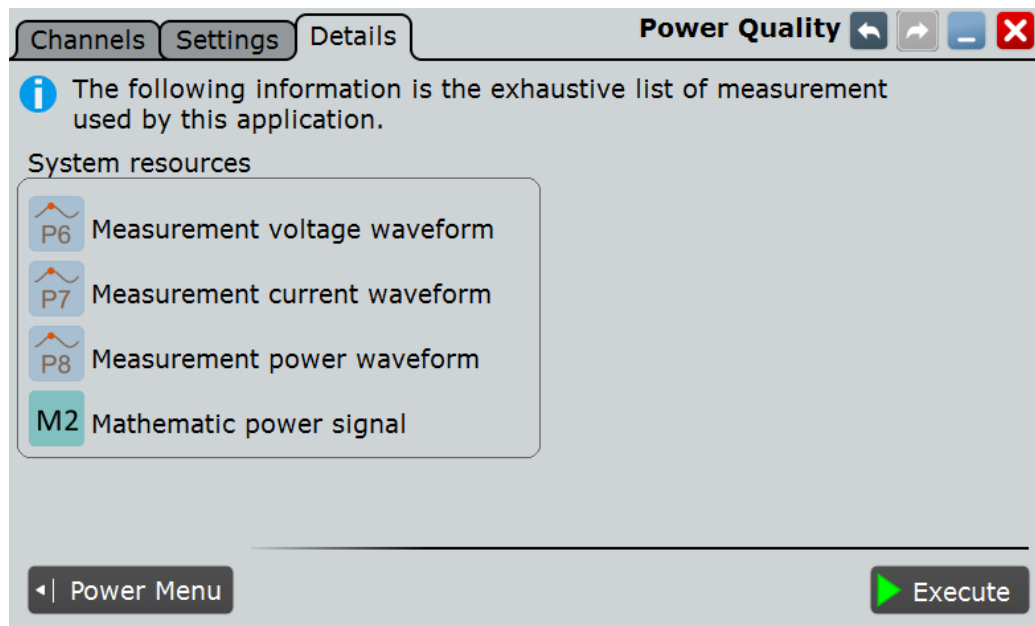 Channels Settings Details Power Quality
The following information is the exhaustive list of measurement
used by this application.
System resources
P6 Measurement voltage waveform
P7 Measurement current waveform
P8 Measurement power waveform
M2 Mathematic power signal
Power Menu Execute